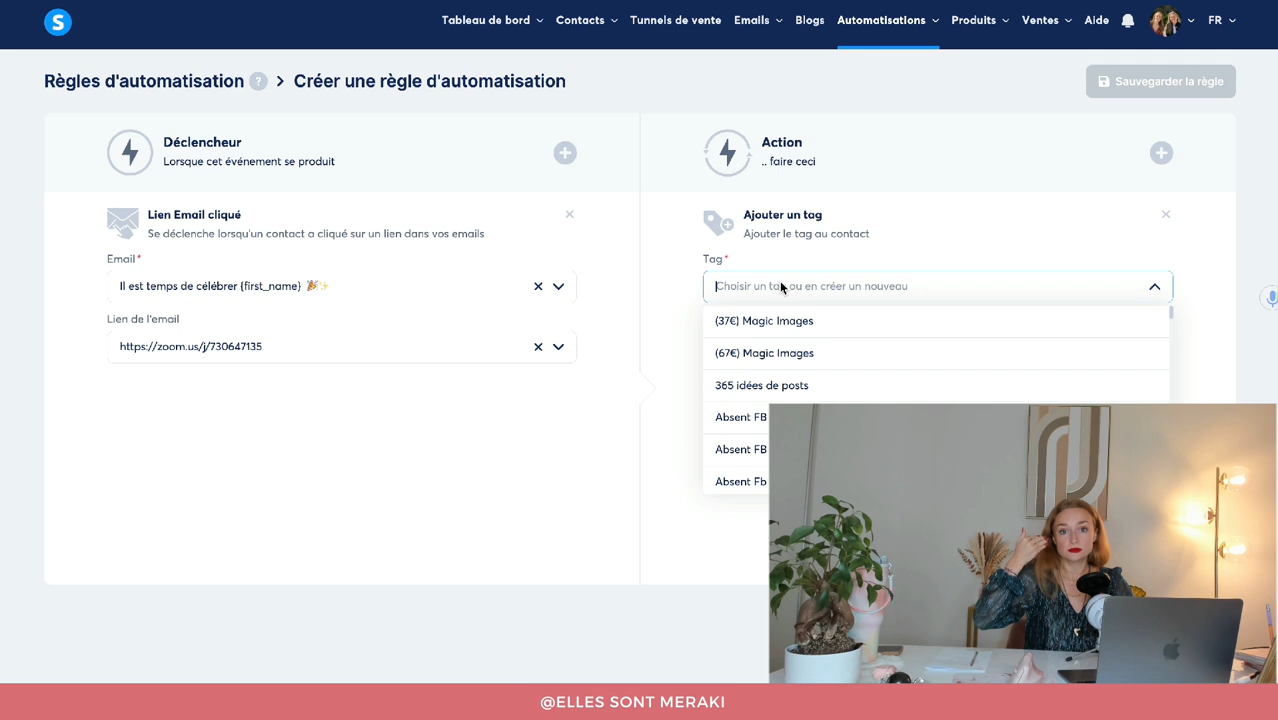 S
Tableau de bord
Contacts
Tunnels de vente
Emails
Blogs
Automatisations
Produits
Ventes
Aide
FR
Règles d'automatisation ? > Créer une règle d'automatisation
Sauvegarder la règle
Déclencheur
Lorsque cet événement se produit
Action
.. faire ceci
Lien Email cliqué
Se déclenche lorsqu'un contact a cliqué sur un lien dans vos emails
Email*
Il est temps de célébrer {first_name} 🎉✨
Lien de l'email
https://zoom.us/j/730647135
Ajouter un tag
Ajouter le tag au contact
Tag*
Choisir un tag ou en créer un nouveau
(37€) Magic Images
(67€) Magic Images
365 idées de posts
Absent FB
Absent FB
Absent Fb
@ELLES SONT MERAKI